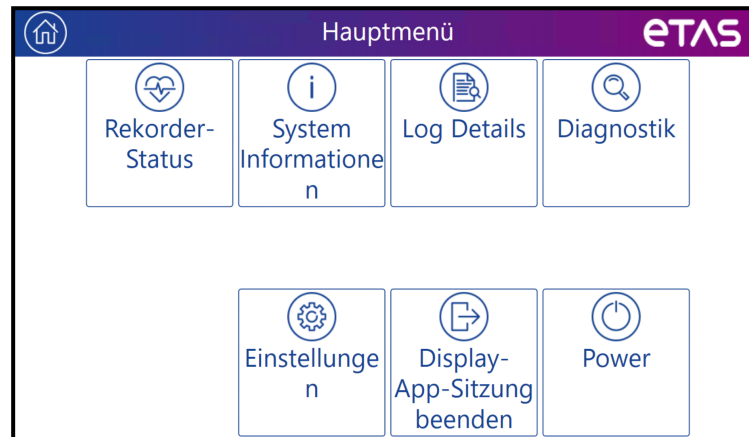 Hauptmenü
ETAS
Rekorder-
Status
System
Informatione
n
Log Details
Diagnostik
Einstellunge
n
Display-
App-Sitzung
beenden
Power